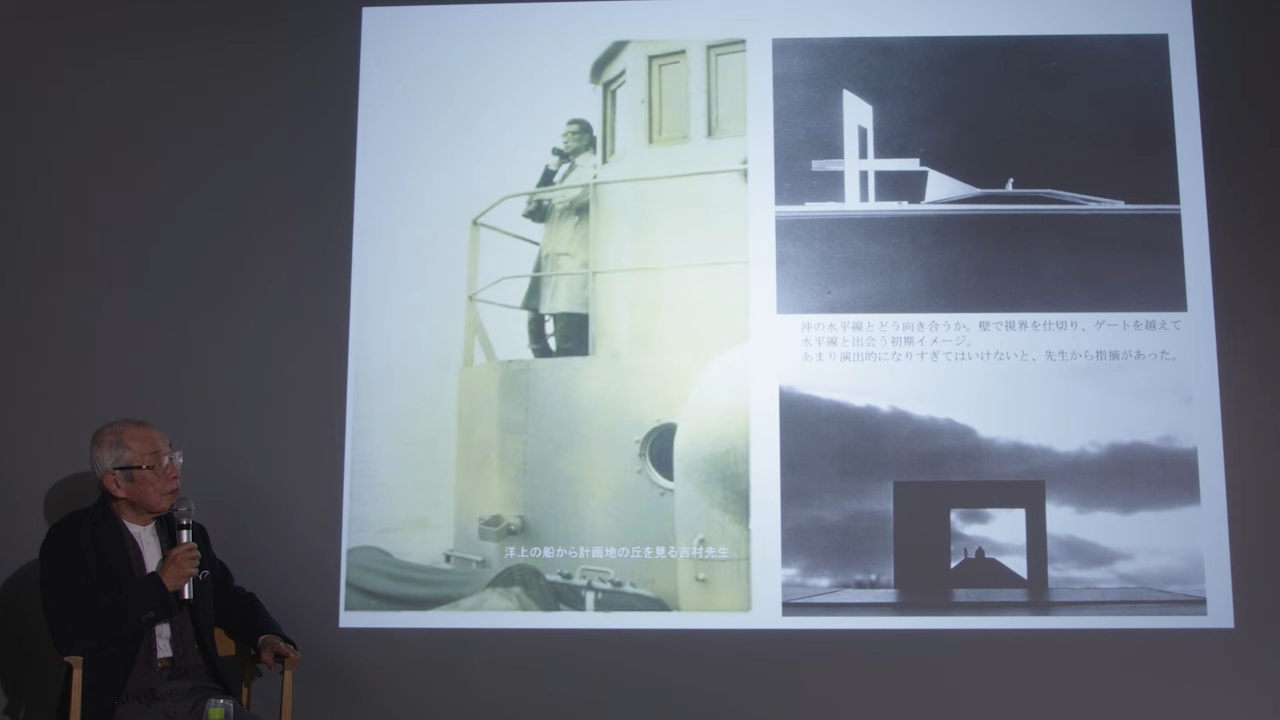 沖の水平線とどう向き合うか。壁で視界を仕切り、ゲートを越えて
水平線と出会う初期イメージ。
あまり演出的になりすぎてはいけないと、先生から指摘があった。
洋上の船から計画地の丘を見る吉村先生